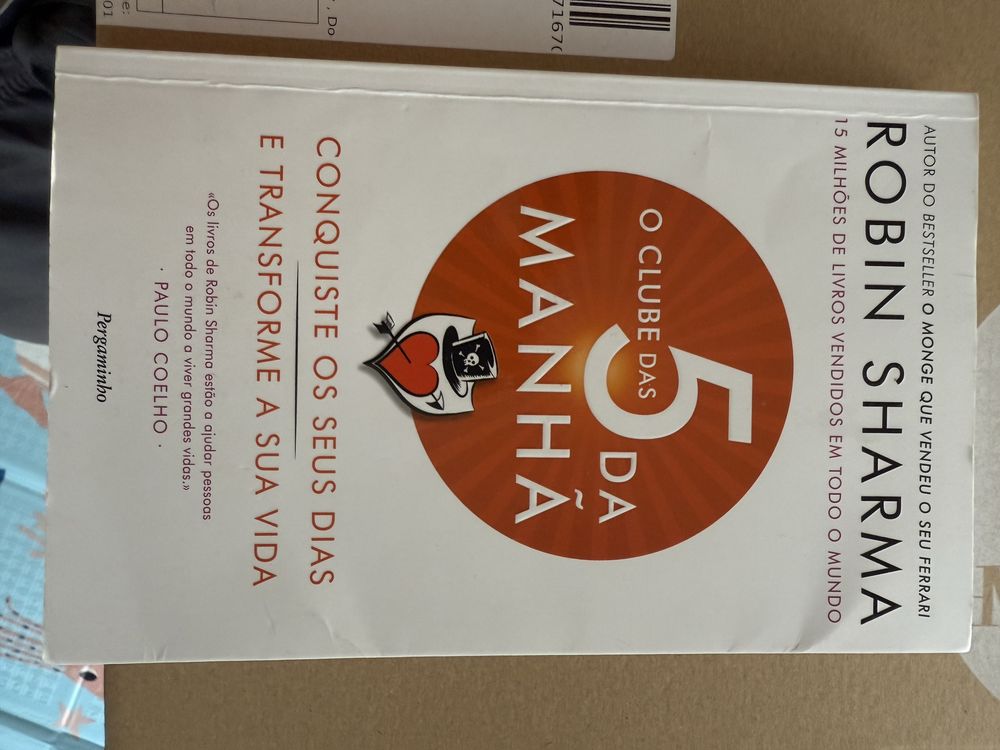 AUTOR DO BESTSELLER O MONGE QUE VENDEU O SEU FERRARI
ROBIN SHARMA
15 MILHÕES DE LIVROS VENDIDOS EM TODO O MUNDO
O CLUBE DAS
5 DA
MANHÃ
CONQUISTE OS SEUS DIAS
E TRANSFORME A SUA VIDA
«Os livros de Robin Sharma estão a ajudar pessoas
em todo o mundo a viver grandes vidas.»
· PAULO COELHO ·
Pergaminho